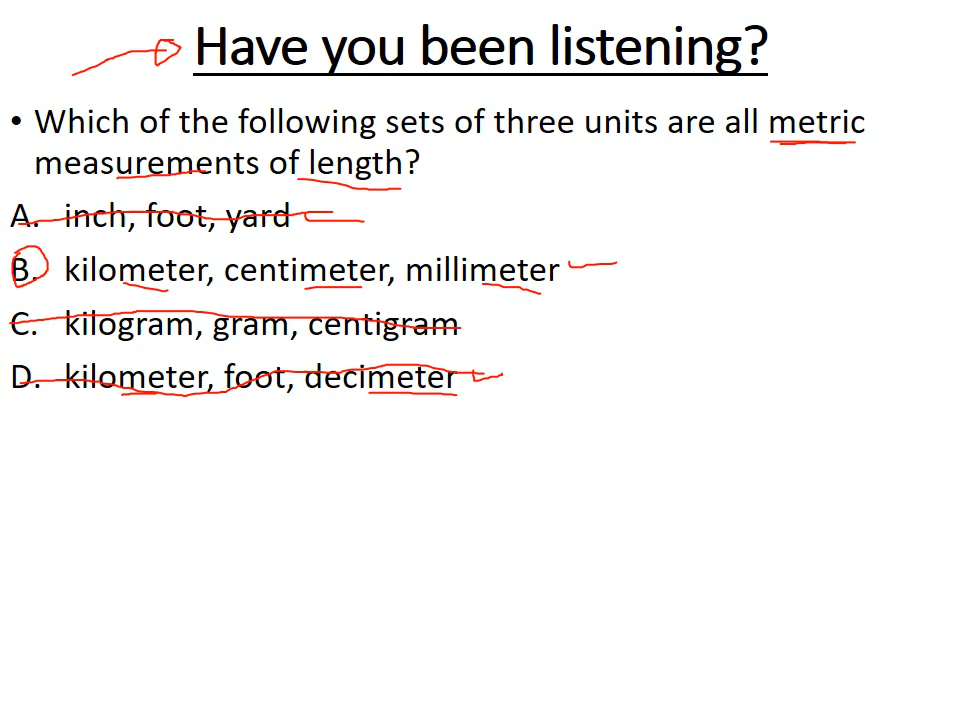 Have you been listening?
• Which of the following sets of three units are all metric
measurements of length?
A. inch, foot, yard
B. kilometer, centimeter, millimeter
C. kilogram, gram, centigram
D. kilometer, foot, decimeter